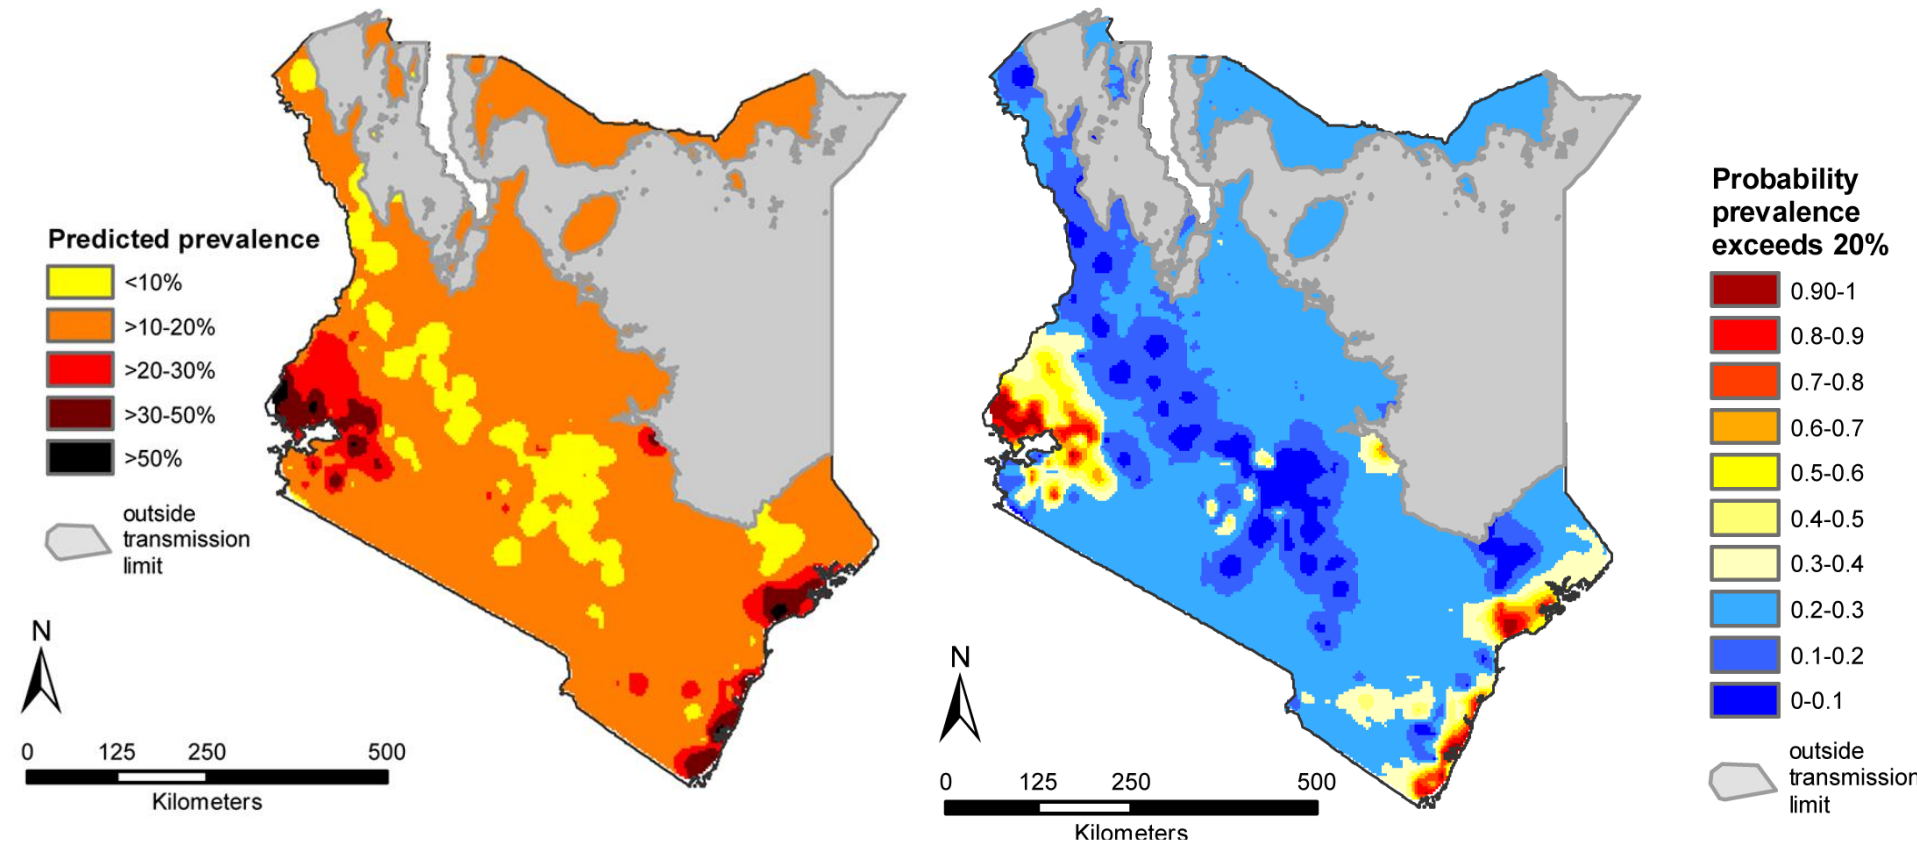 Predicted prevalence
<10%
>10-20%
>20-30%
>30-50%
>50%
outside
transmission
limit
N
0 125 250 500
Kilometers
Probability
prevalence
exceeds 20%
0.90-1
0.8-0.9
0.7-0.8
0.6-0.7
0.5-0.6
0.4-0.5
0.3-0.4
0.2-0.3
0.1-0.2
0-0.1
outside
transmission
limit
N
0 125 250 500
Kilometers